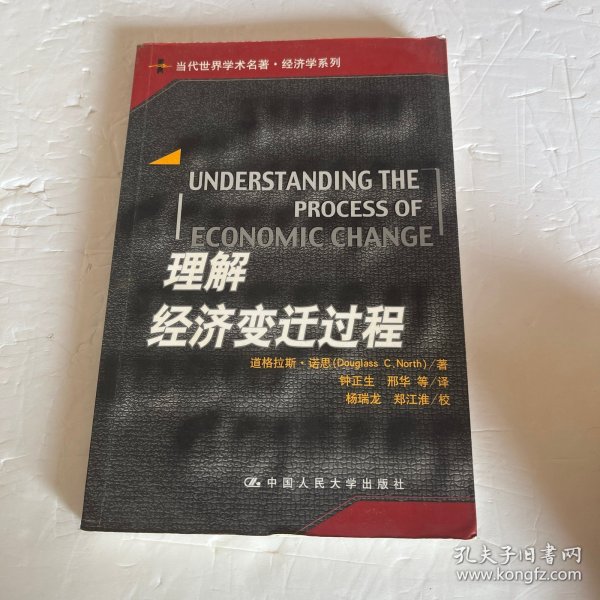 当代世界学术名著·经济学系列
UNDERSTANDING THE
PROCESS OF
ECONOMIC CHANGE
理解
经济变迁过程
道格拉斯·诺思(Douglass C. North)/著
钟正生 邢华 等/译
杨瑞龙 郑江淮/校
中国人民大学出版社
孔夫子旧书网
www.kongfz.com